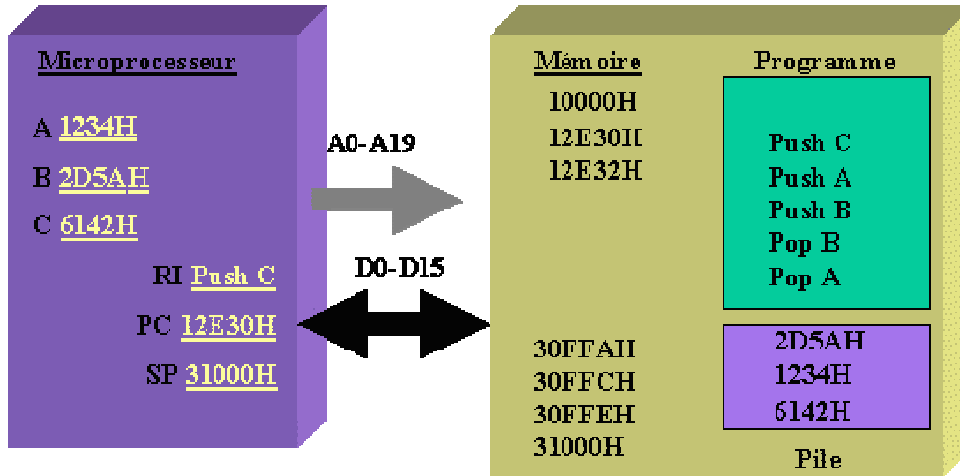 Microprocesseur
A 1234H
B 2D5AH
C 6142H
RI Push C
PC 12E30H
SP 31000H
A0-A19
D0-D15
Mémoire
10000H
12E30H
12E32H
30FFAH
30FFCH
30FFEH
31000H
Programme
Push C
Push A
Push B
Pop B
Pop A
2D5AH
1234H
6142H
Pile